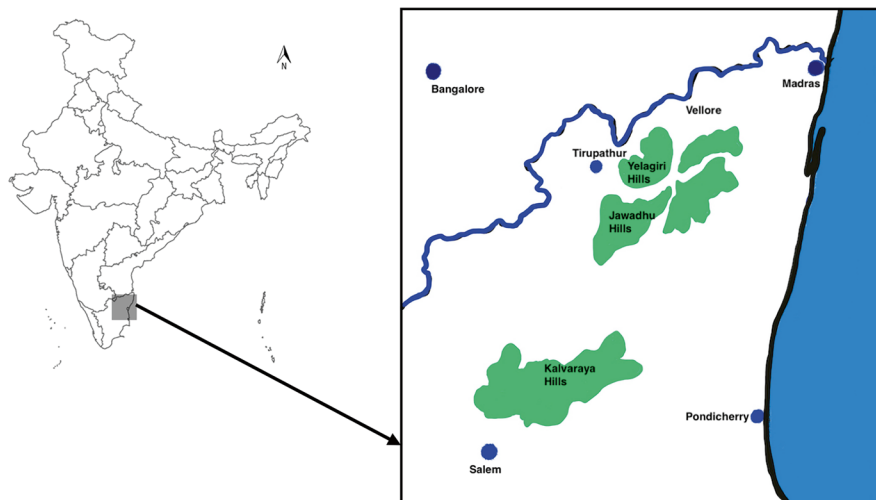 N
Bangalore
Madras
Vellore
Tirupathur
Yelagiri
Hills
Jawadhu
Hills
Kalvaraya
Hills
Pondicherry
Salem